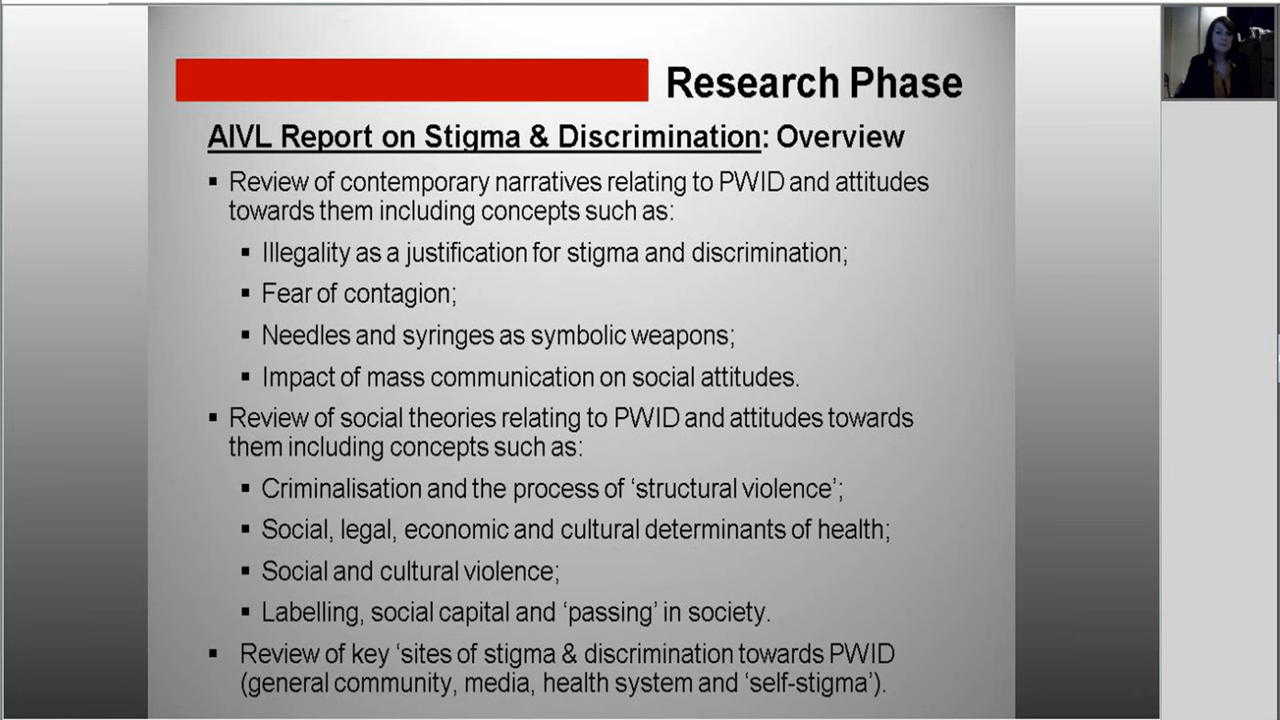 Research Phase
AIVL Report on Stigma & Discrimination: Overview
▪ Review of contemporary narratives relating to PWID and attitudes
towards them including concepts such as:
▪ Illegality as a justification for stigma and discrimination;
▪ Fear of contagion;
▪ Needles and syringes as symbolic weapons;
▪ Impact of mass communication on social attitudes.
▪ Review of social theories relating to PWID and attitudes towards
them including concepts such as:
▪ Criminalisation and the process of ‘structural violence’;
▪ Social, legal, economic and cultural determinants of health;
▪ Social and cultural violence;
▪ Labelling, social capital and ‘passing’ in society.
▪ Review of key ‘sites of stigma & discrimination towards PWID
(general community, media, health system and ‘self-stigma’).